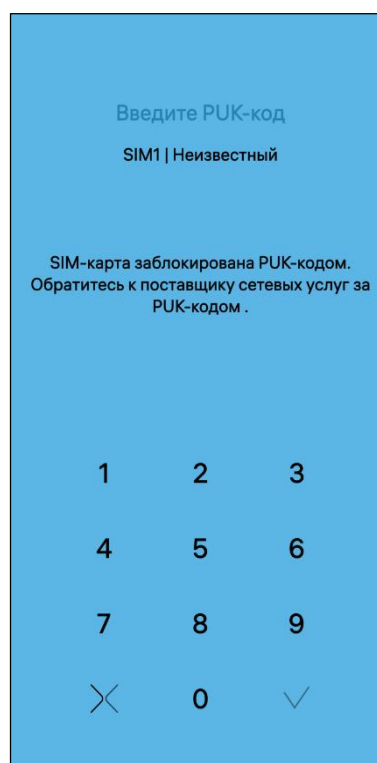 Введите PUK-код
SIM1 | Неизвестный
SIM-карта заблокирована PUK-кодом.
Обратитесь к поставщику сетевых услуг за
PUK-кодом .
1 2 3
4 5 6
7 8 9
0